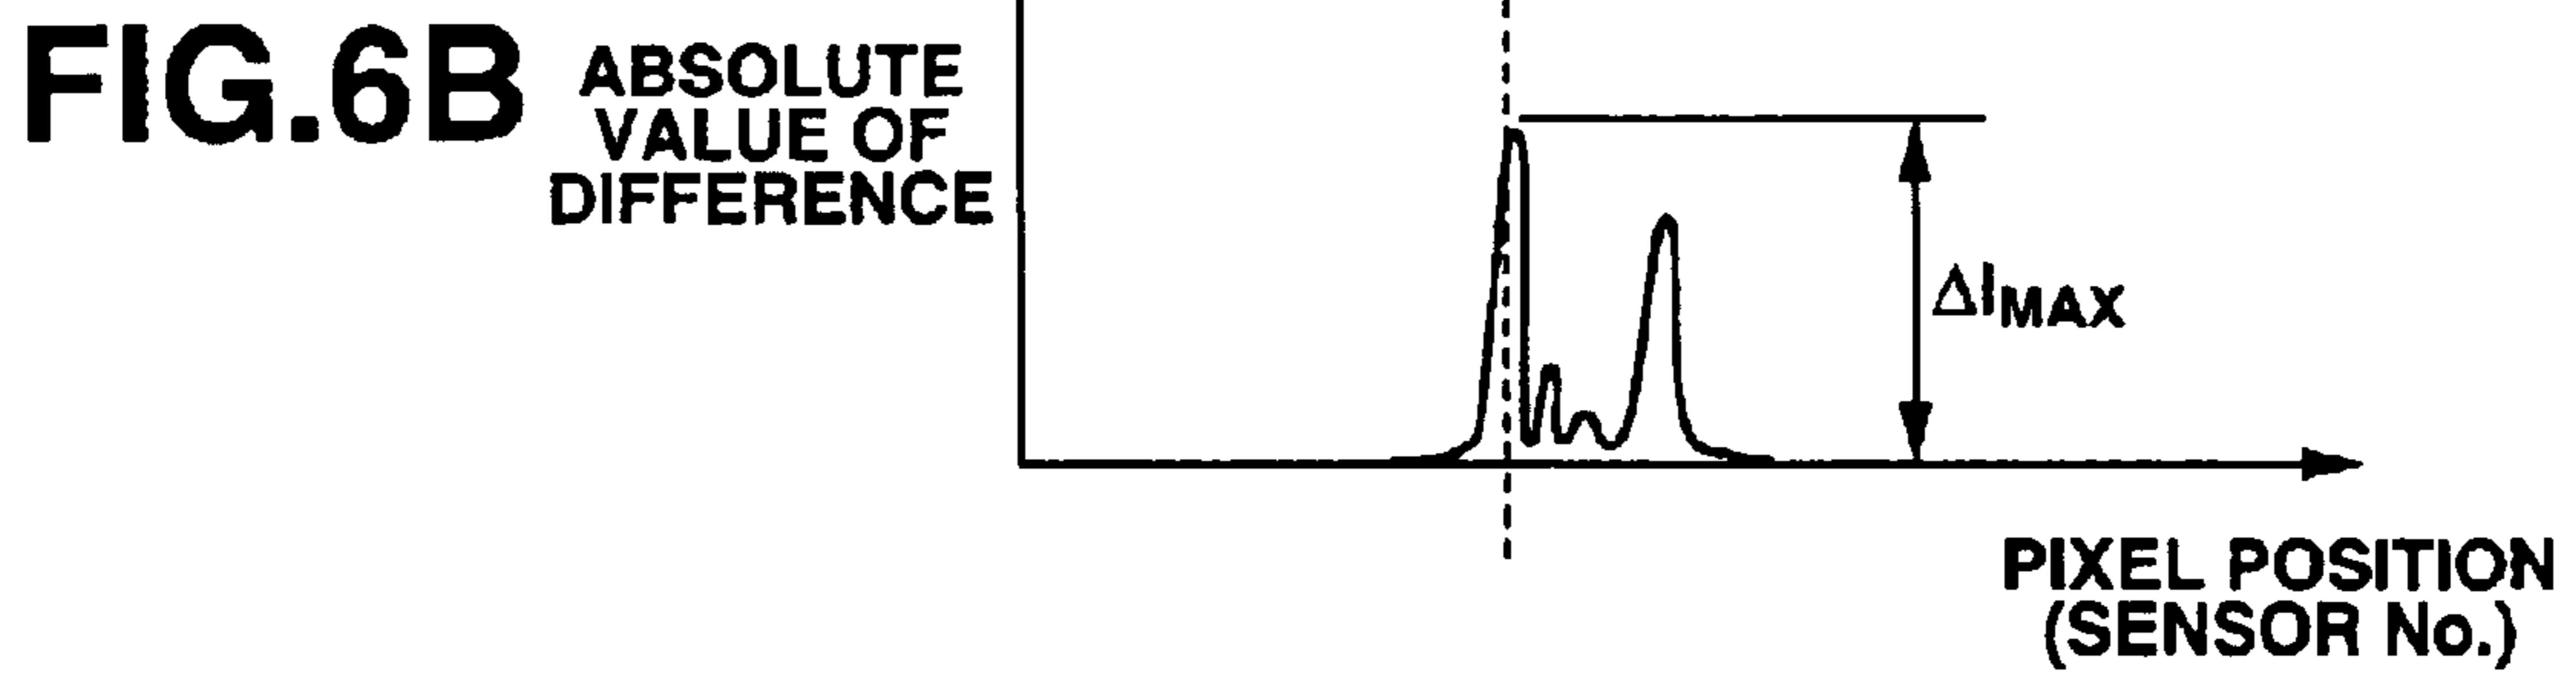 FIG.6B
ABSOLUTE
VALUE OF
DIFFERENCE
ΔIMAX
PIXEL POSITION
(SENSOR No.)